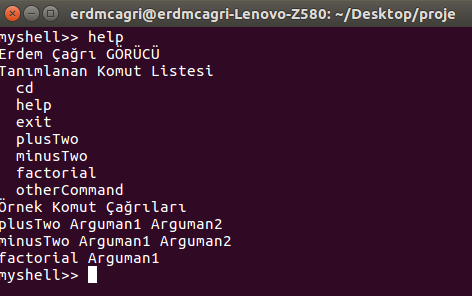 erdmcagri@erdmcagri-Lenovo-Z580: ~/Desktop/proje
myshell>> help
Erdem Çağrı GÖRÜCÜ
Tanımlanan Komut Listesi
cd
help
exit
plusTwo
minusTwo
factorial
otherCommand
Örnek Komut Çağrıları
plusTwo Arguman1 Arguman2
minusTwo Arguman1 Arguman2
factorial Arguman1
myshell>>